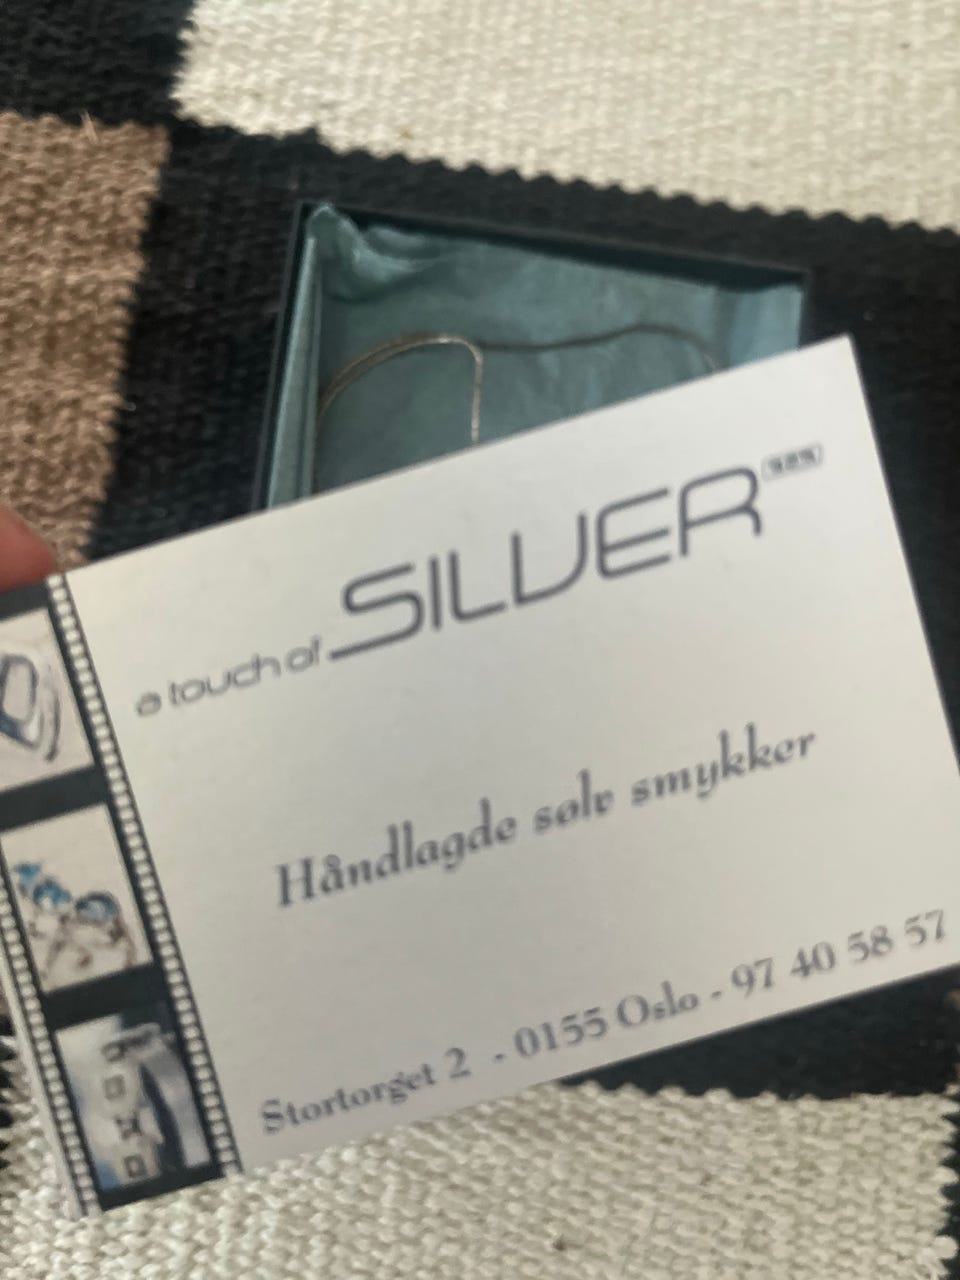 a touch of SILVER 925
Håndlagde sølv smykker
Stortorget 2 - 0155 Oslo - 97 40 58 57